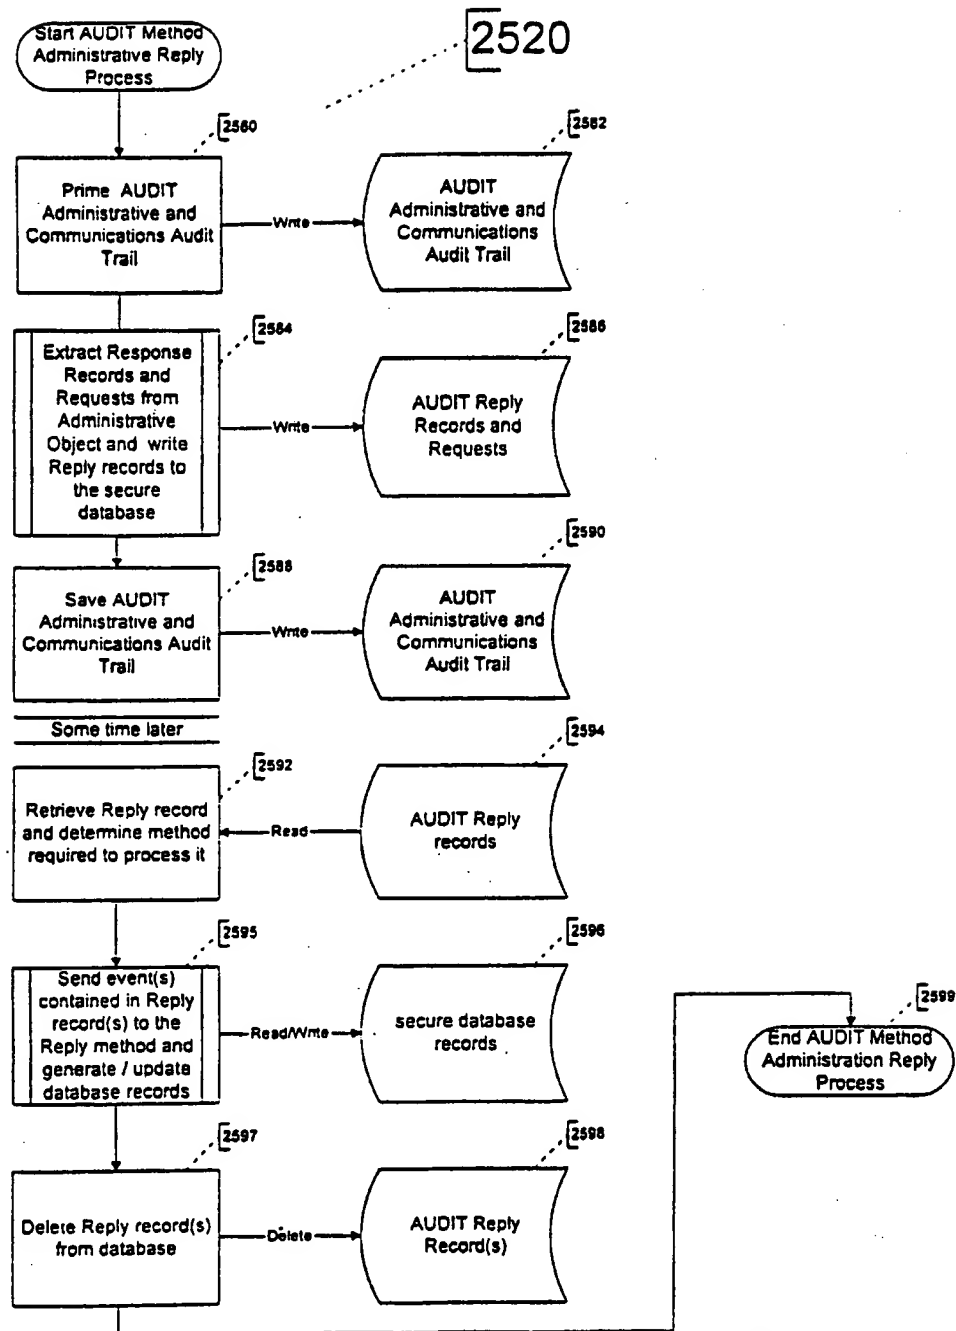 Start AUDIT Method
Administrative Reply
Process
2520
2560
Prime AUDIT
Administrative and
Communications Audit
Trail
Write
2582
AUDIT
Administrative and
Communications
Audit Trail
2584
Extract Response
Records and
Requests from
Administrative
Object and write
Reply records to
the secure
database
Write
2586
AUDIT Reply
Records and
Requests
2588
Save AUDIT
Administrative and
Communications Audit
Trail
Write
2590
AUDIT
Administrative and
Communications
Audit Trail
Some time later
2592
Retrieve Reply record
and determine method
required to process it
Read
2594
AUDIT Reply
records
2595
Send event(s)
contained in Reply
record(s) to the
Reply method and
generate / update
database records
Read/Write
2596
secure database
records
2597
Delete Reply record(s)
from database
Delete
2598
AUDIT Reply
Record(s)
2599
End AUDIT Method
Administration Reply
Process